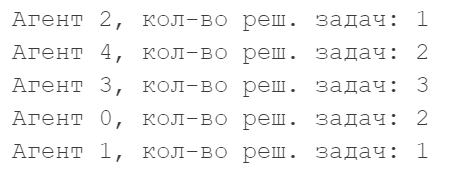 Агент 2, кол-во реш. задач: 1
Агент 4, кол-во реш. задач: 2
Агент 3, кол-во реш. задач: 3
Агент 0, кол-во реш. задач: 2
Агент 1, кол-во реш. задач: 1